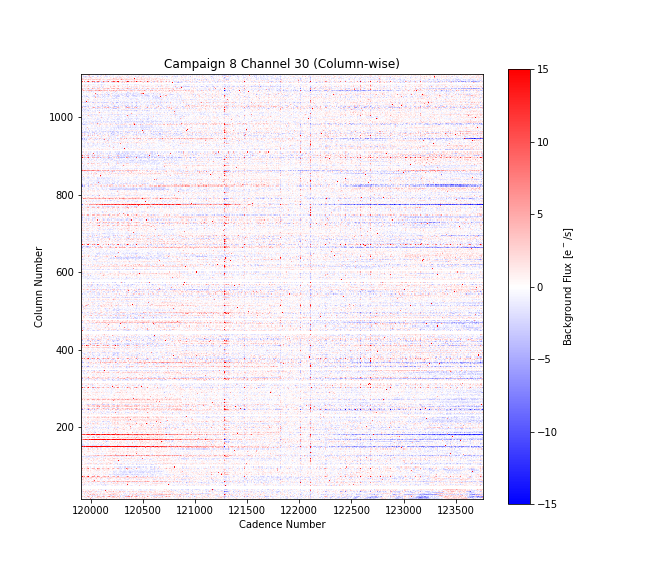 Campaign 8 Channel 30 (Column-wise)
1000
800
600
400
200
Column Number
120000 120500 121000 121500 122000 122500 123000 123500
Cadence Number
15
10
5
0
−5
−10
−15
Background Flux [e⁻/s]